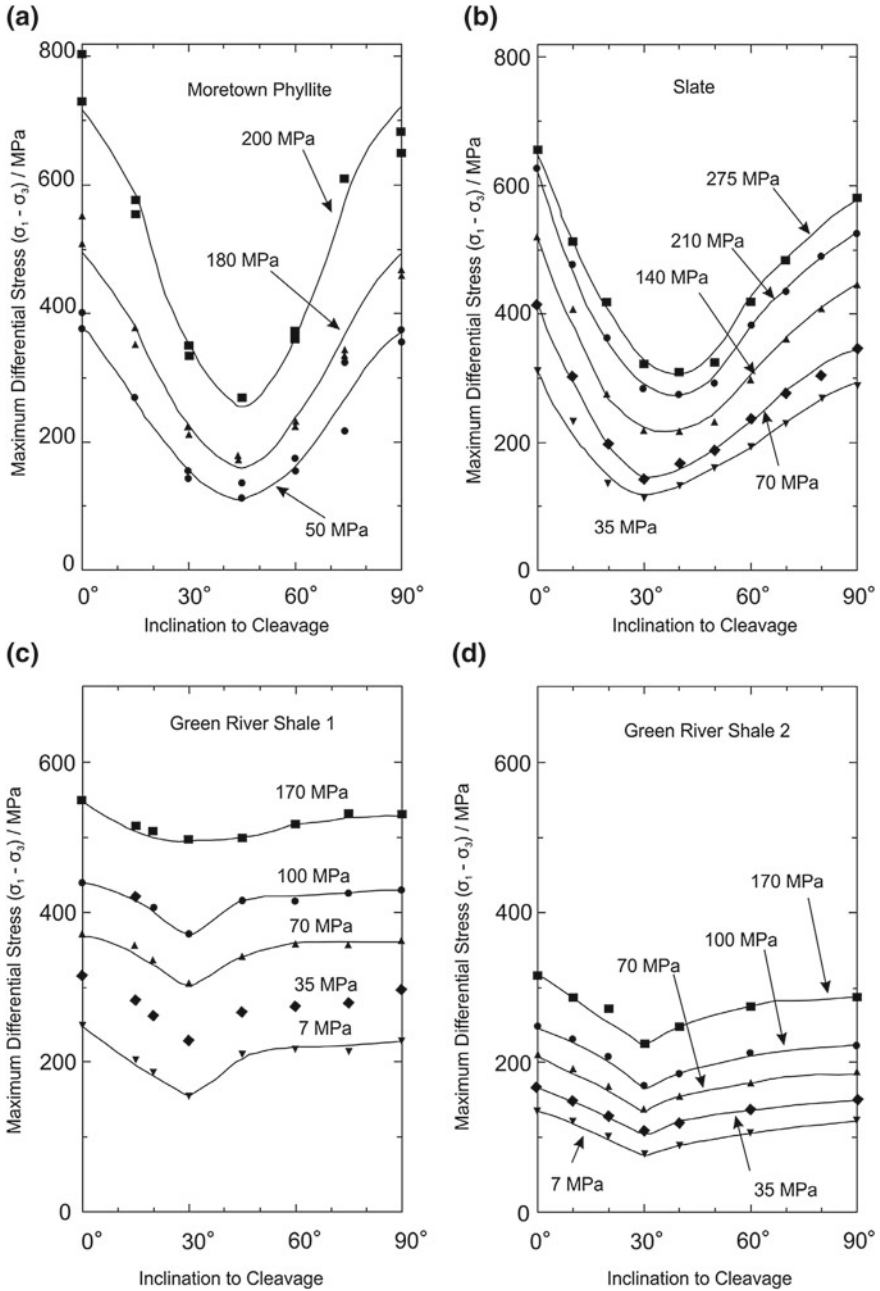 (a)
Maximum Differential Stress (σ₁ - σ₃) / MPa
800
600
400
200
0
Moretown Phyllite
200 MPa
180 MPa
50 MPa
0°
30°
60°
90°
Inclination to Cleavage
(b)
Maximum Differential Stress (σ₁ - σ₃) / MPa
800
600
400
200
0
Slate
275 MPa
210 MPa
140 MPa
70 MPa
35 MPa
0°
30°
60°
90°
Inclination to Cleavage
(c)
Maximum Differential Stress (σ₁ - σ₃) / MPa
600
400
200
0
Green River Shale 1
170 MPa
100 MPa
70 MPa
35 MPa
7 MPa
0°
30°
60°
90°
Inclination to Cleavage
(d)
Maximum Differential Stress (σ₁ - σ₃) / MPa
600
400
200
0
Green River Shale 2
170 MPa
100 MPa
70 MPa
7 MPa
35 MPa
0°
30°
60°
90°
Inclination to Cleavage